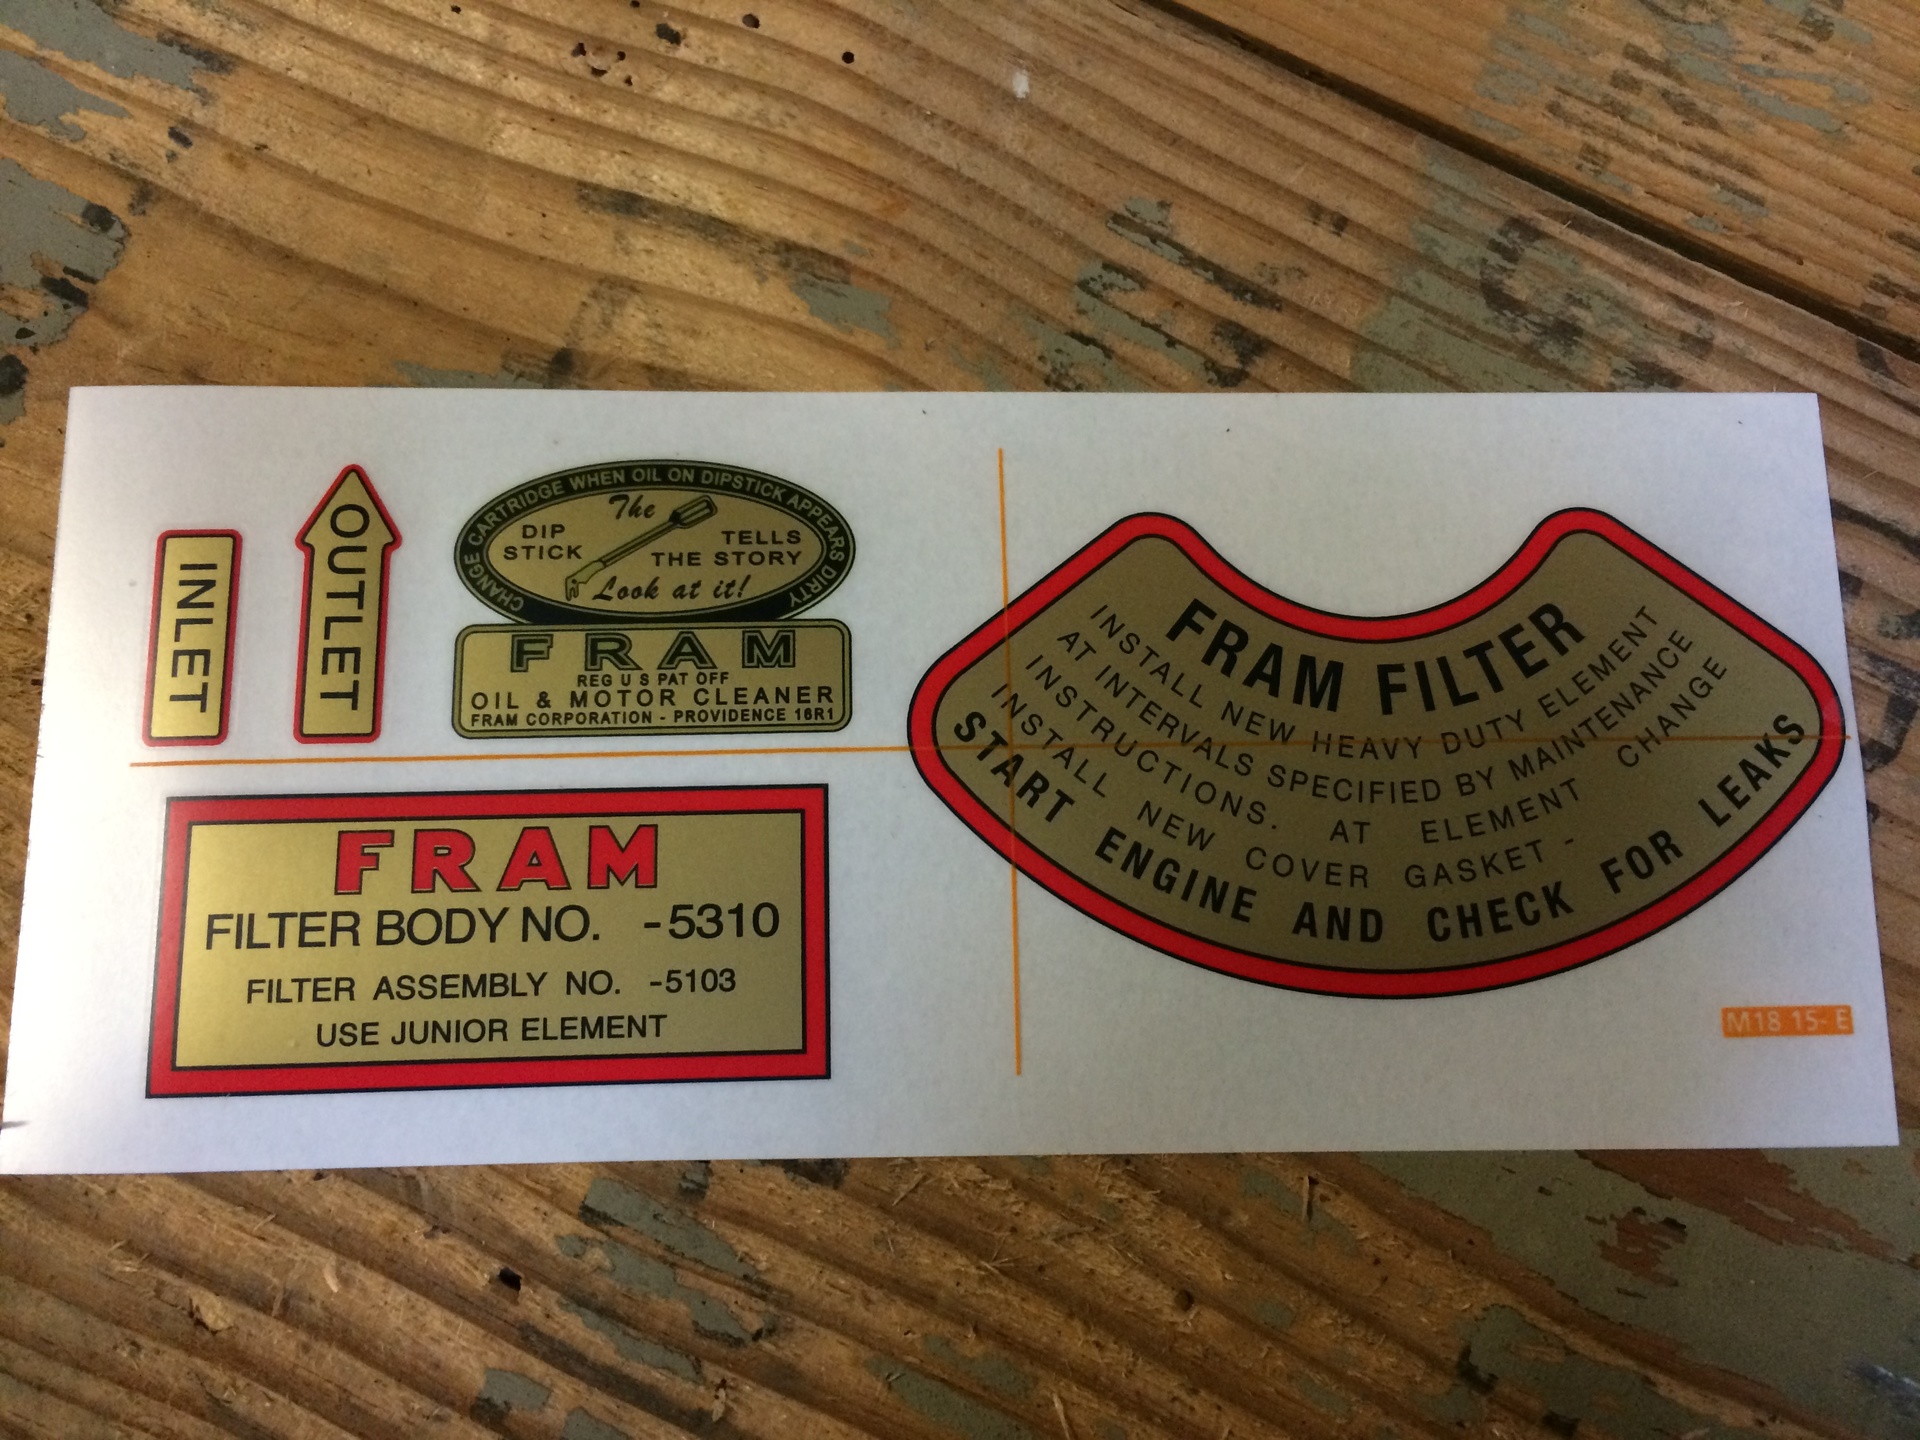 INLET
OUTLET
CHANGE CARTRIDGE WHEN OIL ON DIPSTICK APPEARS DIRTY
The
DIP STICK
TELLS THE STORY
Look at it!
FRAM
REG U S PAT OFF
OIL & MOTOR CLEANER
FRAM CORPORATION - PROVIDENCE 16R1
FRAM
FILTER BODY NO. -5310
FILTER ASSEMBLY NO. -5103
USE JUNIOR ELEMENT
FRAM FILTER
INSTALL NEW HEAVY DUTY ELEMENT
AT INTERVALS SPECIFIED BY MAINTENANCE
INSTRUCTIONS. AT ELEMENT CHANGE
INSTALL NEW COVER GASKET -
START ENGINE AND CHECK FOR LEAKS
M18 15- E